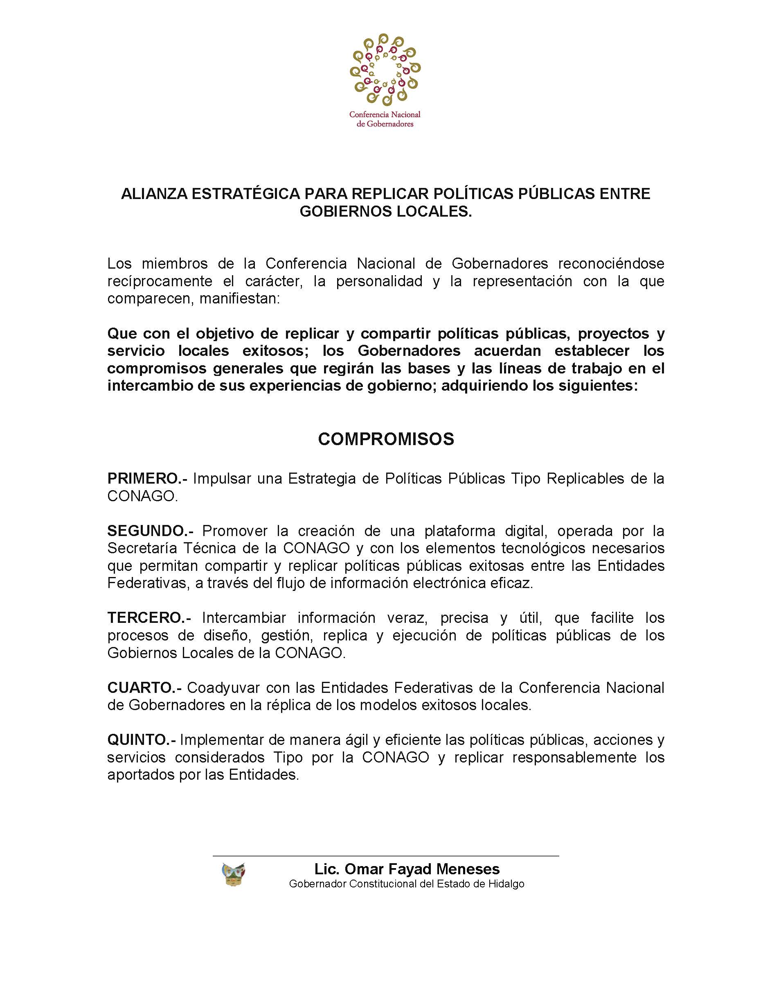 Conferencia Nacional
de Gobernadores
ALIANZA ESTRATÉGICA PARA REPLICAR POLÍTICAS PÚBLICAS ENTRE
GOBIERNOS LOCALES.
Los miembros de la Conferencia Nacional de Gobernadores reconociéndose
recíprocamente el carácter, la personalidad y la representación con la que
comparecen, manifiestan:
Que con el objetivo de replicar y compartir políticas públicas, proyectos y
servicio locales exitosos; los Gobernadores acuerdan establecer los
compromisos generales que regirán las bases y las líneas de trabajo en el
intercambio de sus experiencias de gobierno; adquiriendo los siguientes:
COMPROMISOS
PRIMERO.- Impulsar una Estrategia de Políticas Públicas Tipo Replicables de la
CONAGO.
SEGUNDO.- Promover la creación de una plataforma digital, operada por la
Secretaría Técnica de la CONAGO y con los elementos tecnológicos necesarios
que permitan compartir y replicar políticas públicas exitosas entre las Entidades
Federativas, a través del flujo de información electrónica eficaz.
TERCERO.- Intercambiar información veraz, precisa y útil, que facilite los
procesos de diseño, gestión, replica y ejecución de políticas públicas de los
Gobiernos Locales de la CONAGO.
CUARTO.- Coadyuvar con las Entidades Federativas de la Conferencia Nacional
de Gobernadores en la réplica de los modelos exitosos locales.
QUINTO.- Implementar de manera ágil y eficiente las políticas públicas, acciones y
servicios considerados Tipo por la CONAGO y replicar responsablemente los
aportados por las Entidades.
Lic. Omar Fayad Meneses
Gobernador Constitucional del Estado de Hidalgo